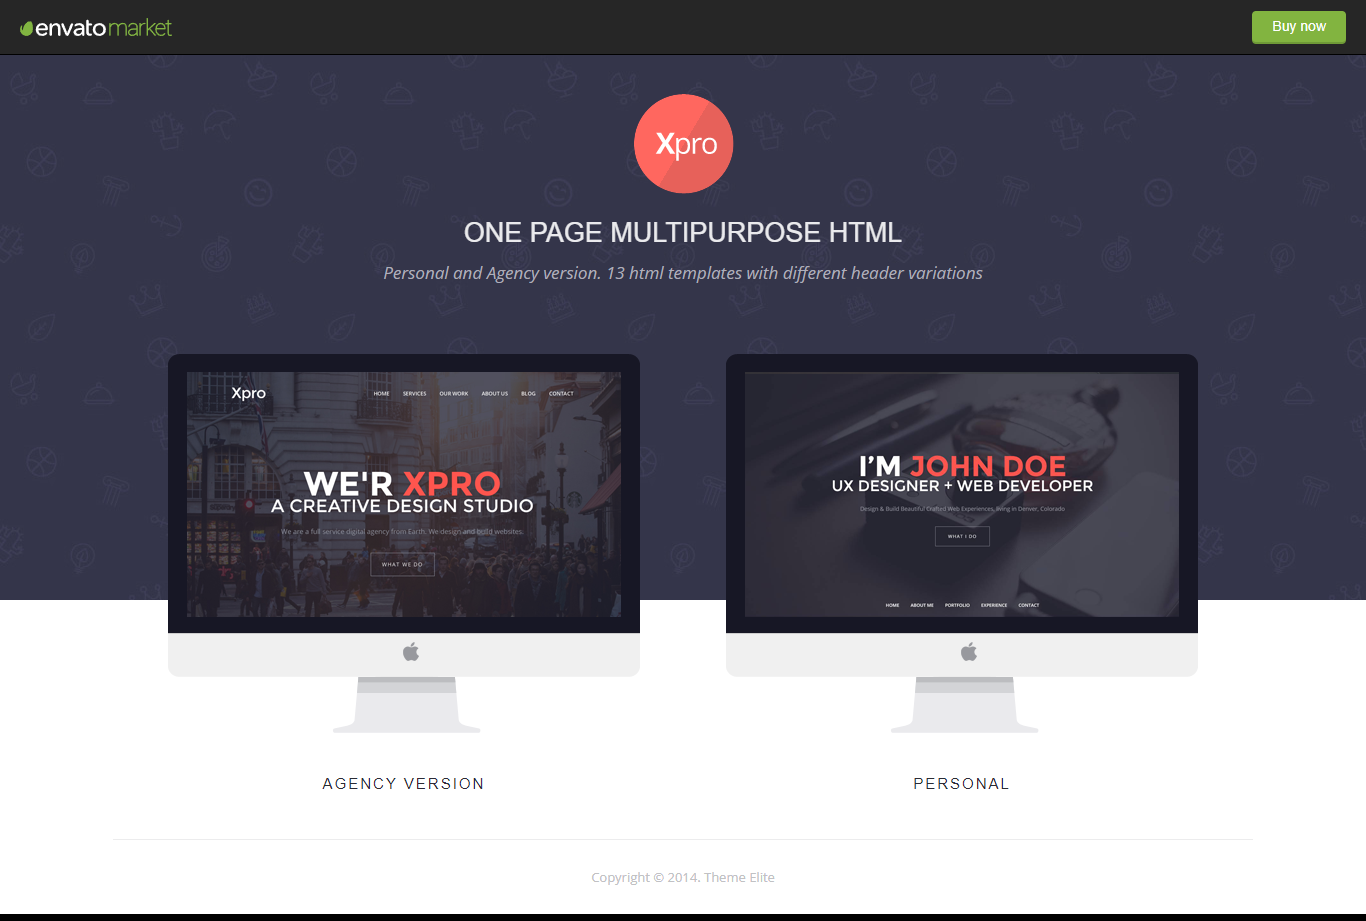 envato market
Buy now
Xpro
ONE PAGE MULTIPURPOSE HTML
Personal and Agency version. 13 html templates with different header variations
Xpro
HOME SERVICES OUR WORK ABOUT US BLOG CONTACT
WE'R XPRO
A CREATIVE DESIGN STUDIO
We are a full service digital agency from Earth. We design and build websites.
WHAT WE DO
I'M JOHN DOE
UX DESIGNER + WEB DEVELOPER
Design & Build Beautiful Crafted Web Experiences, living in Denver, Colorado
WHAT I DO
HOME ABOUT ME PORTFOLIO EXPERIENCE CONTACT
AGENCY VERSION
PERSONAL
Copyright © 2014. Theme Elite